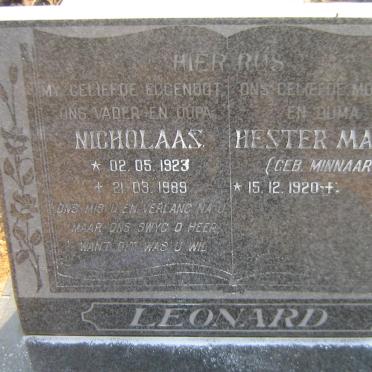 HIER RUS
MY GELIEFDE EGGENOOT
ONS VADER EN OUPA
NICHOLAAS
* 02.05.1923
+ 21.09.1989
ONS MIS U EN VERLANG NA U
MAAR ONS SWYG O HEER
WANT DIT WAS U WIL
ONS GELIEFDE MO
EN OUMA
HESTER MA
(GEB. MINNAAR
* 15.12.1920 +
LEONARD